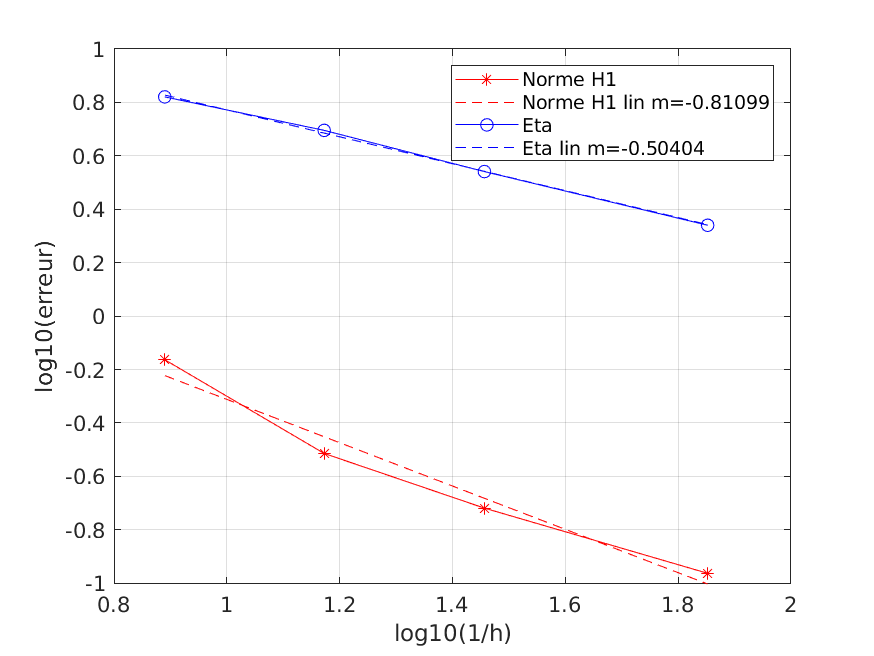 1
0.8
0.6
0.4
0.2
0
-0.2
-0.4
-0.6
-0.8
-1
log10(erreur)
Norme H1
Norme H1 lin m=-0.81099
Eta
Eta lin m=-0.50404
0.8 1 1.2 1.4 1.6 1.8 2
log10(1/h)